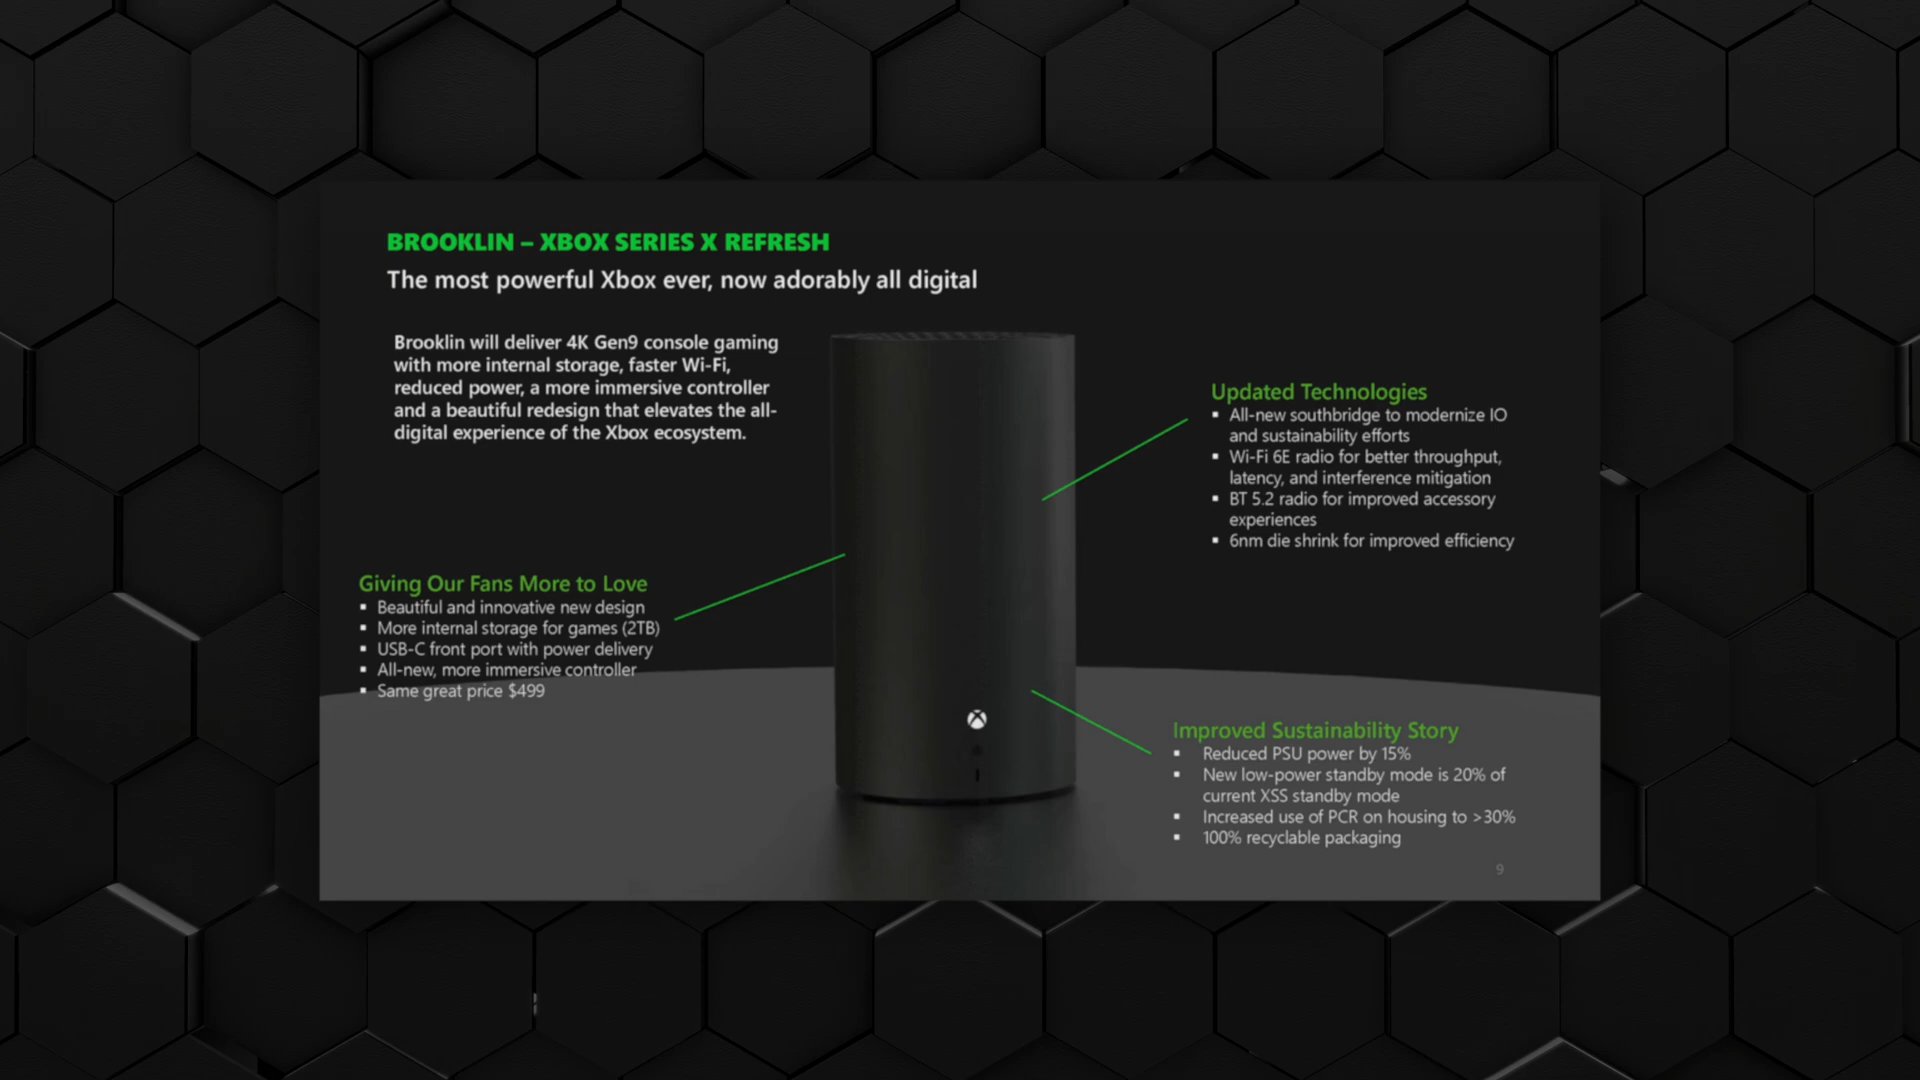 BROOKLIN – XBOX SERIES X REFRESH
The most powerful Xbox ever, now adorably all digital
Brooklin will deliver 4K Gen9 console gaming
with more internal storage, faster Wi-Fi,
reduced power, a more immersive controller
and a beautiful redesign that elevates the all-
digital experience of the Xbox ecosystem.
Giving Our Fans More to Love
▪ Beautiful and innovative new design
▪ More internal storage for games (2TB)
▪ USB-C front port with power delivery
▪ All-new, more immersive controller
▪ Same great price $499
Updated Technologies
▪ All-new southbridge to modernize IO
and sustainability efforts
▪ Wi-Fi 6E radio for better throughput,
latency, and interference mitigation
▪ BT 5.2 radio for improved accessory
experiences
▪ 6nm die shrink for improved efficiency
Improved Sustainability Story
▪ Reduced PSU power by 15%
▪ New low-power standby mode is 20% of
current XSS standby mode
▪ Increased use of PCR on housing to >30%
▪ 100% recyclable packaging
9